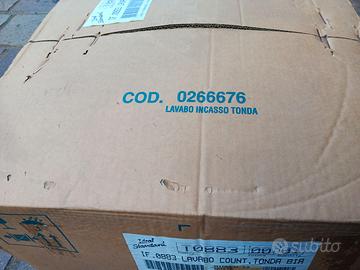 COD. 0266676
LAVABO INCASSO TONDA
Ideal
Standard
T0883
IF.0883 LAVABO COUNT.TONDA BIA
subito